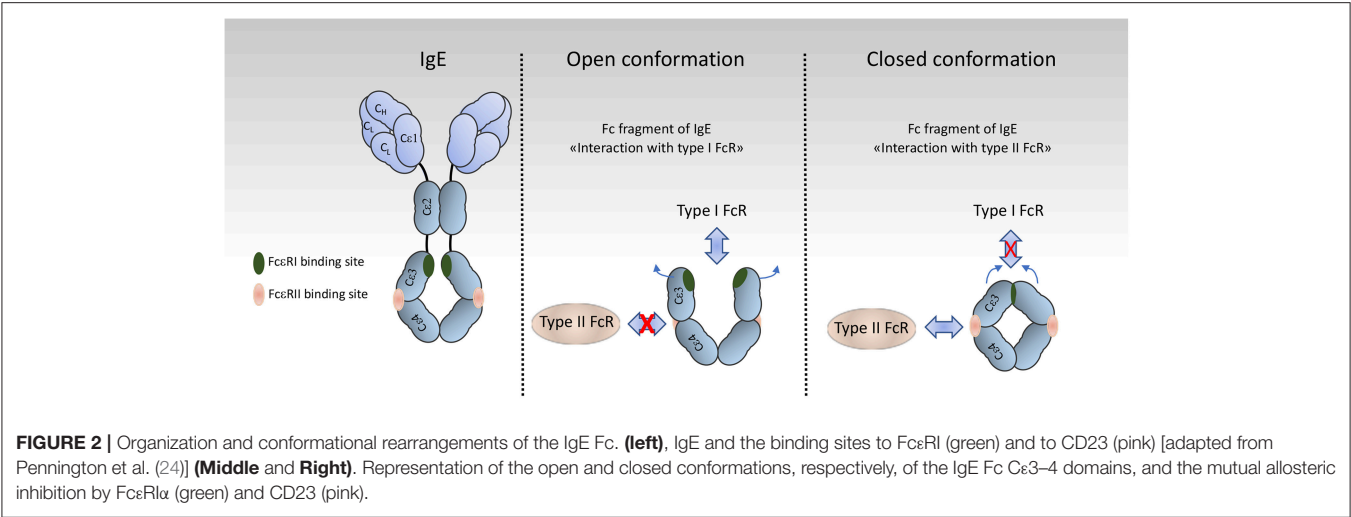 IgE
Open conformation
Closed conformation
C_H
C_L
Cε1
C_L
Cε2
Cε3
Cε4
FcεRI binding site
FcεRII binding site
Fc fragment of IgE
«Interaction with type I FcR»
Type I FcR
Cε3
Type II FcR
X
Cε4
Fc fragment of IgE
«Interaction with type II FcR»
Type I FcR
X
Cε3
Type II FcR
Cε4
FIGURE 2 | Organization and conformational rearrangements of the IgE Fc. (left), IgE and the binding sites to FcεRI (green) and to CD23 (pink) [adapted from
Pennington et al. (24)] (Middle and Right). Representation of the open and closed conformations, respectively, of the IgE Fc Cε3–4 domains, and the mutual allosteric
inhibition by FcεRIα (green) and CD23 (pink).